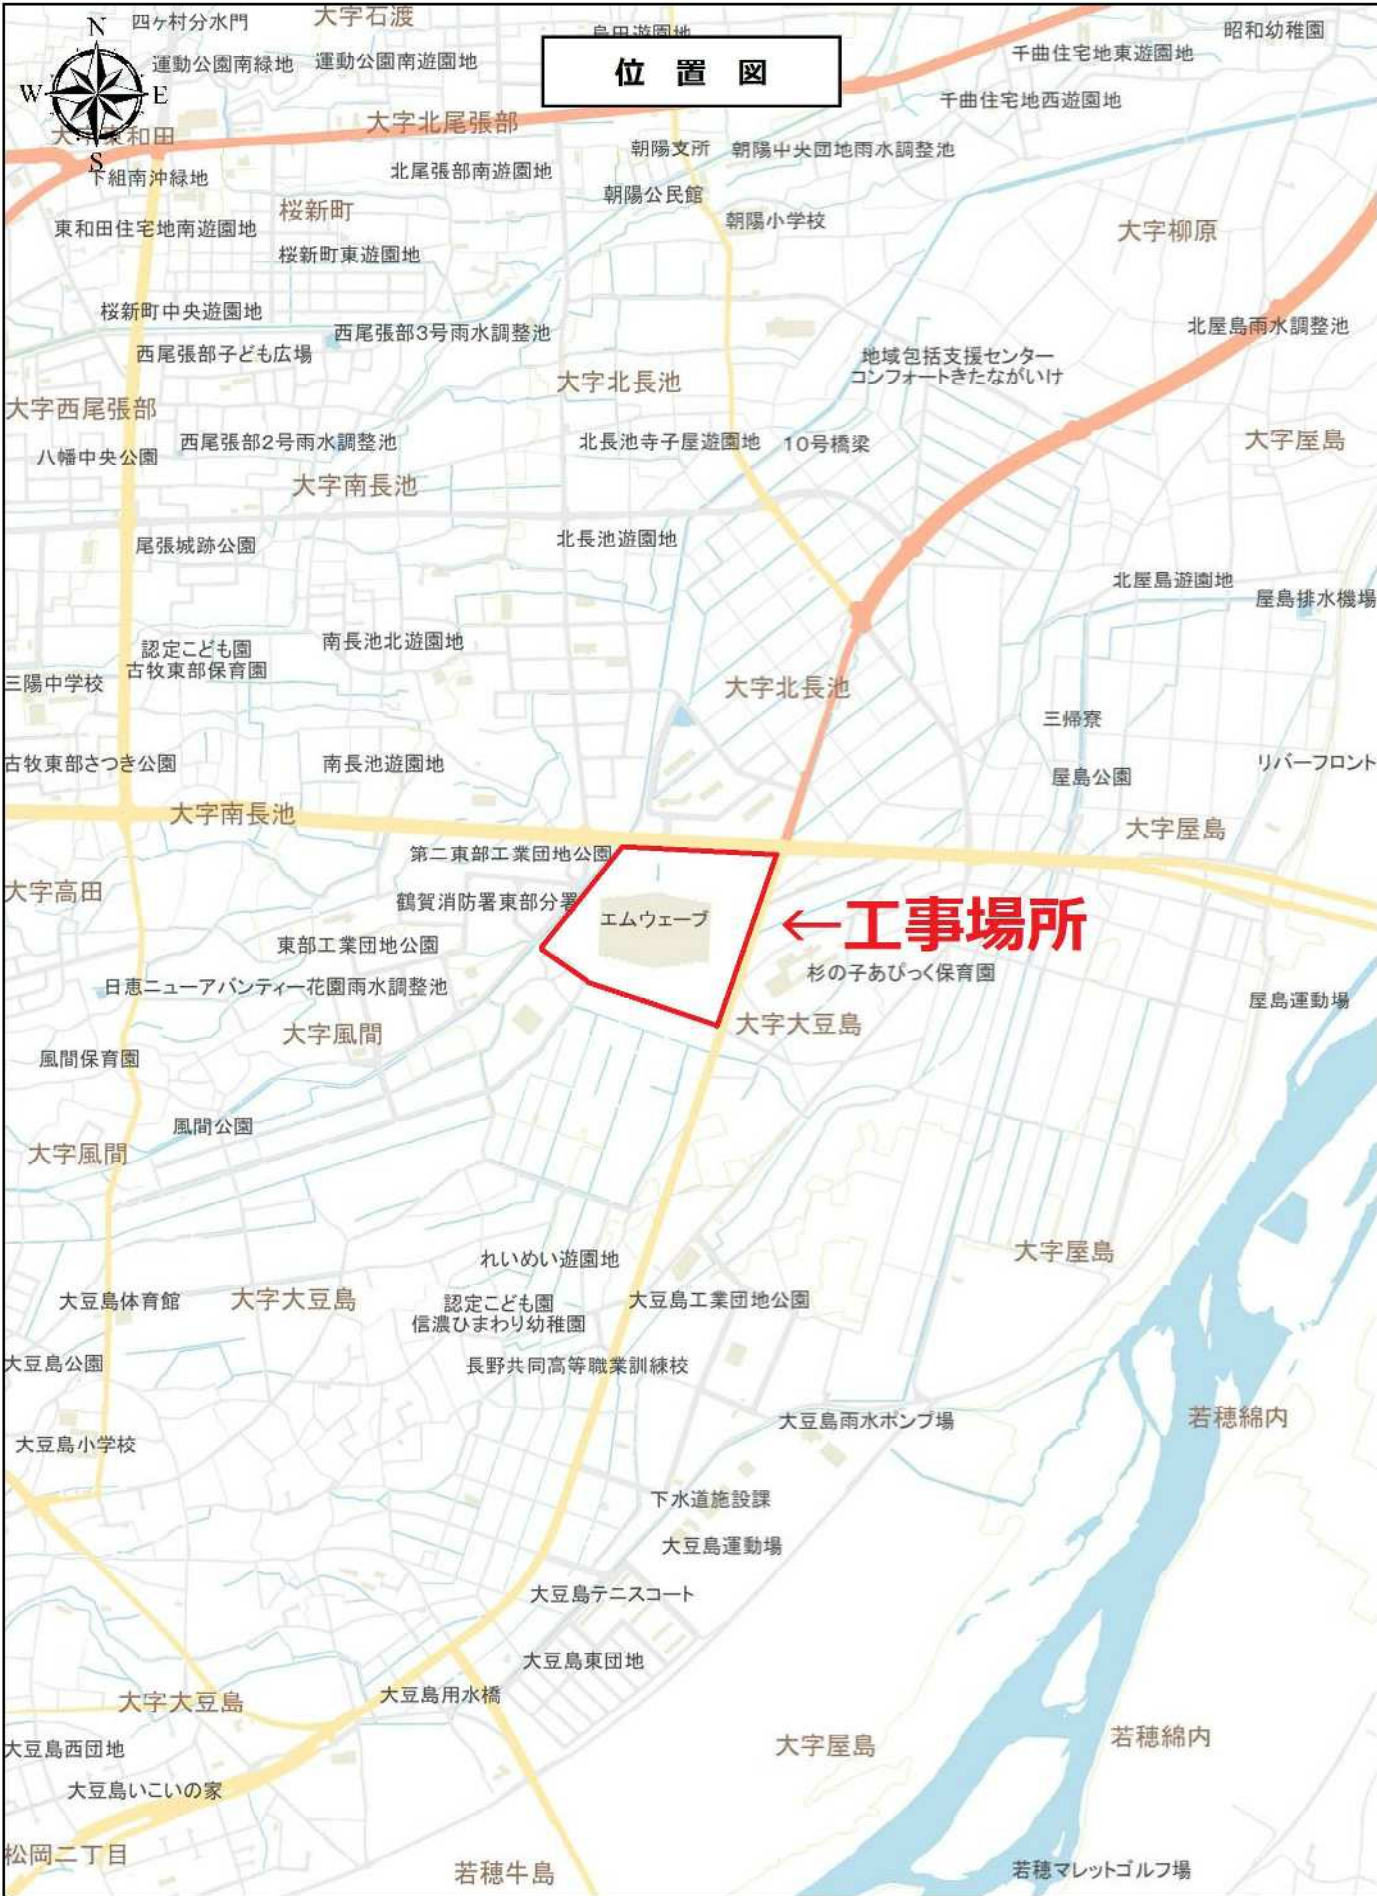 四ヶ村分水門
大字石渡
島田遊園地
昭和幼稚園
N
W
E
S
位置図
運動公園南緑地
運動公園南遊園地
千曲住宅地東遊園地
千曲住宅地西遊園地
大字東和田
大字北尾張部
朝陽支所
朝陽中央団地雨水調整池
下組南沖緑地
北尾張部南遊園地
朝陽公民館
朝陽小学校
桜新町
東和田住宅地南遊園地
桜新町東遊園地
大字柳原
桜新町中央遊園地
西尾張部3号雨水調整池
北屋島雨水調整池
西尾張部子ども広場
地域包括支援センター
コンフォートきたながいけ
大字北長池
大字西尾張部
八幡中央公園
西尾張部2号雨水調整池
北長池寺子屋遊園地
10号橋梁
大字屋島
大字南長池
尾張城跡公園
北長池遊園地
北屋島遊園地
屋島排水機場
認定こども園
古牧東部保育園
南長池北遊園地
三陽中学校
大字北長池
三帰寮
古牧東部さつき公園
南長池遊園地
屋島公園
リバーフロント
大字南長池
大字屋島
第二東部工業団地公園
大字高田
鶴賀消防署東部分署
エムウェーブ
←工事場所
東部工業団地公園
杉の子あぴっく保育園
日恵ニューアバンティー花園雨水調整池
屋島運動場
大字風間
大字大豆島
風間保育園
風間公園
大字風間
れいめい遊園地
大字屋島
大豆島体育館
大字大豆島
認定こども園
信濃ひまわり幼稚園
大豆島工業団地公園
大豆島公園
長野共同高等職業訓練校
大豆島雨水ポンプ場
若穂綿内
大豆島小学校
下水道施設課
大豆島運動場
大豆島テニスコート
大豆島東団地
大字大豆島
大豆島用水橋
大豆島西団地
大字屋島
若穂綿内
大豆島いこいの家
松岡二丁目
若穂牛島
若穂マレットゴルフ場